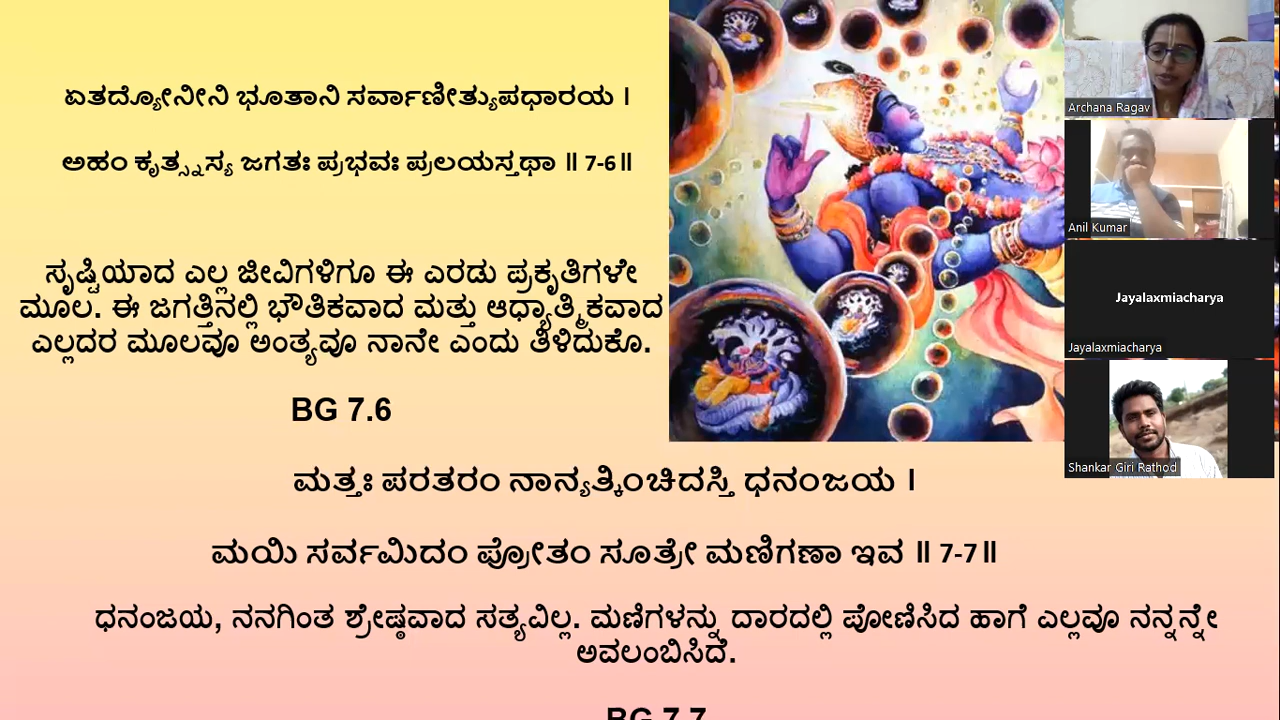 ಏತದ್ಯೋನೀನಿ ಭೂತಾನಿ ಸರ್ವಾಣೀತ್ಯುಪಧಾರಯ ।
ಅಹಂ ಕೃತ್ಸ್ನಸ್ಯ ಜಗತಃ ಪ್ರಭವಃ ಪ್ರಲಯಸ್ತಥಾ ॥ 7-6॥
ಸೃಷ್ಟಿಯಾದ ಎಲ್ಲ ಜೀವಿಗಳಿಗೂ ಈ ಎರಡು ಪ್ರಕೃತಿಗಳೇ
ಮೂಲ. ಈ ಜಗತ್ತಿನಲ್ಲಿ ಭೌತಿಕವಾದ ಮತ್ತು ಆಧ್ಯಾತ್ಮಿಕವಾದ
ಎಲ್ಲದರ ಮೂಲವೂ ಅಂತ್ಯವೂ ನಾನೇ ಎಂದು ತಿಳಿದುಕೊ.
BG 7.6
ಮತ್ತಃ ಪರತರಂ ನಾನ್ಯತ್ಕಿಂಚಿದಸ್ತಿ ಧನಂಜಯ ।
ಮಯಿ ಸರ್ವಮಿದಂ ಪ್ರೋತಂ ಸೂತ್ರೇ ಮಣಿಗಣಾ ಇವ ॥ 7-7॥
ಧನಂಜಯ, ನನಗಿಂತ ಶ್ರೇಷ್ಠವಾದ ಸತ್ಯವಿಲ್ಲ. ಮಣಿಗಳನ್ನು ದಾರದಲ್ಲಿ ಪೋಣಿಸಿದ ಹಾಗೆ ಎಲ್ಲವೂ ನನ್ನನ್ನೇ
ಅವಲಂಬಿಸಿದೆ.
BG 7.7
Archana Ragav
Anil Kumar
Jayalaxmiacharya
Jayalaxmiacharya
Shankar Giri Rathod